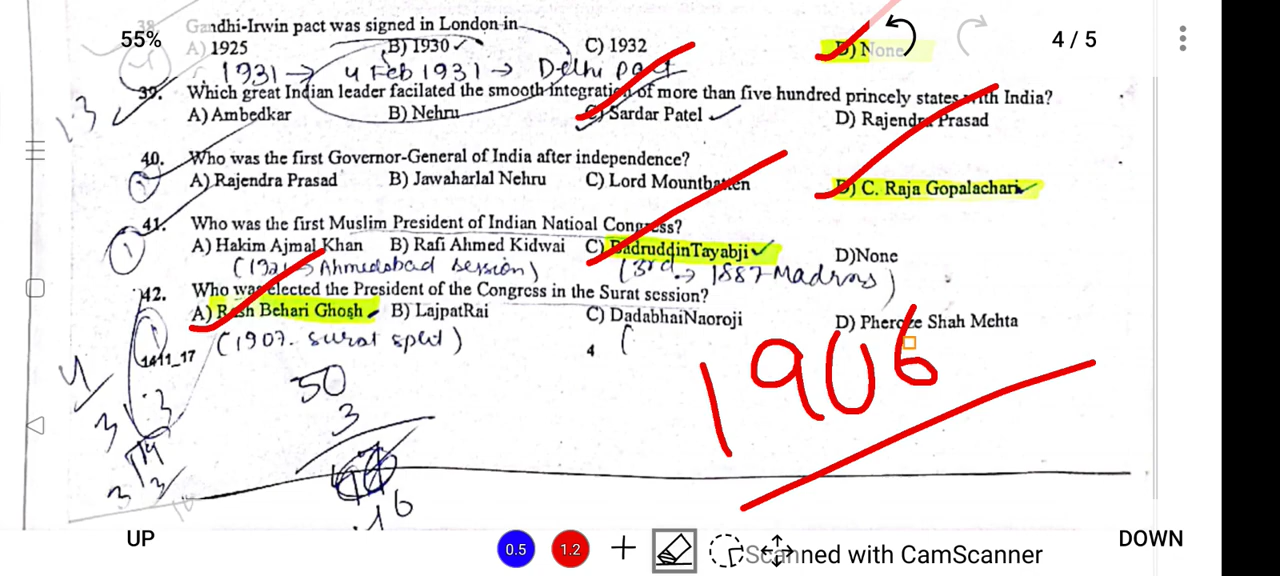 38. Gandhi-Irwin pact was signed in London in
55%
4 / 5
A) 1925 B) 1930 ✓ C) 1932 D) None
1931 → 4 Feb 1931 → Delhi pact
39. Which great Indian leader facilated the smooth integration of more than five hundred princely states with India?
1.3
A) Ambedkar B) Nehru C) Sardar Patel ✓ D) Rajendra Prasad
40. Who was the first Governor-General of India after independence?
A) Rajendra Prasad B) Jawaharlal Nehru C) Lord Mountbatten D) C. Raja Gopalachari ✓
41. Who was the first Muslim President of Indian Natioal Congress?
A) Hakim Ajmal Khan B) Rafi Ahmed Kidwai C) BadruddinTayabji ✓ D)None
(1921 → Ahmedabad session) (3rd → 1887 Madras)
42. Who was elected the President of the Congress in the Surat session?
A) Rash Behari Ghosh B) LajpatRai C) DadabhaiNaoroji D) Pheroze Shah Mehta
(1907. Surat split)
1411_17
4
1906
50
3
16
UP
0.5
1.2
Scanned with CamScanner
DOWN